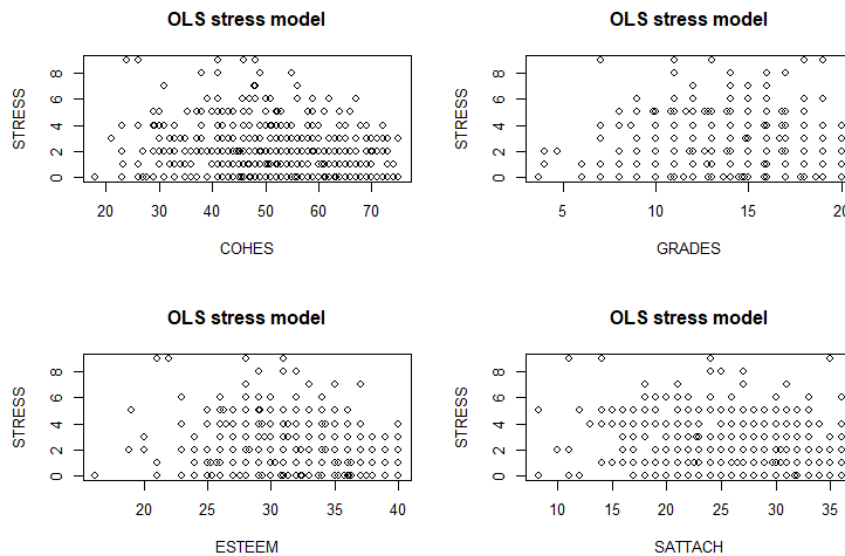 OLS stress model
OLS stress model
STRESS
8
6
4
2
0
20 30 40 50 60 70
COHES
STRESS
8
6
4
2
0
5 10 15 20
GRADES
OLS stress model
OLS stress model
STRESS
8
6
4
2
0
20 25 30 35 40
ESTEEM
STRESS
8
6
4
2
0
10 15 20 25 30 35
SATTACH